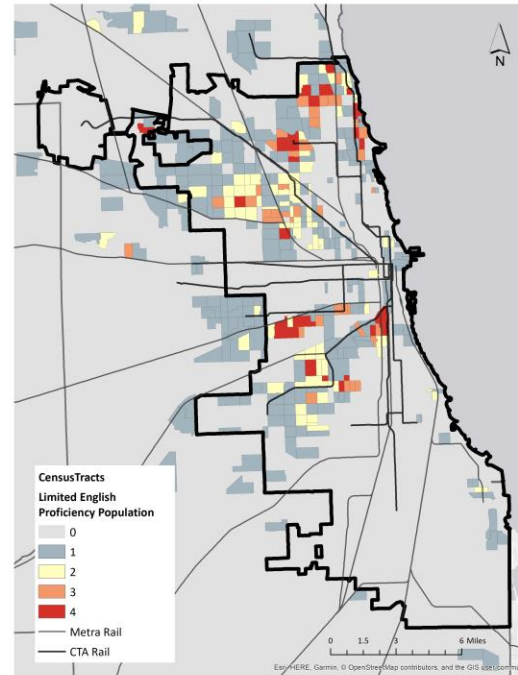 N
CensusTracts
Limited English
Proficiency Population
0
1
2
3
4
Metra Rail
CTA Rail
0 1.5 3 6 Miles
Esri, HERE, Garmin, © OpenStreetMap contributors, and the GIS user